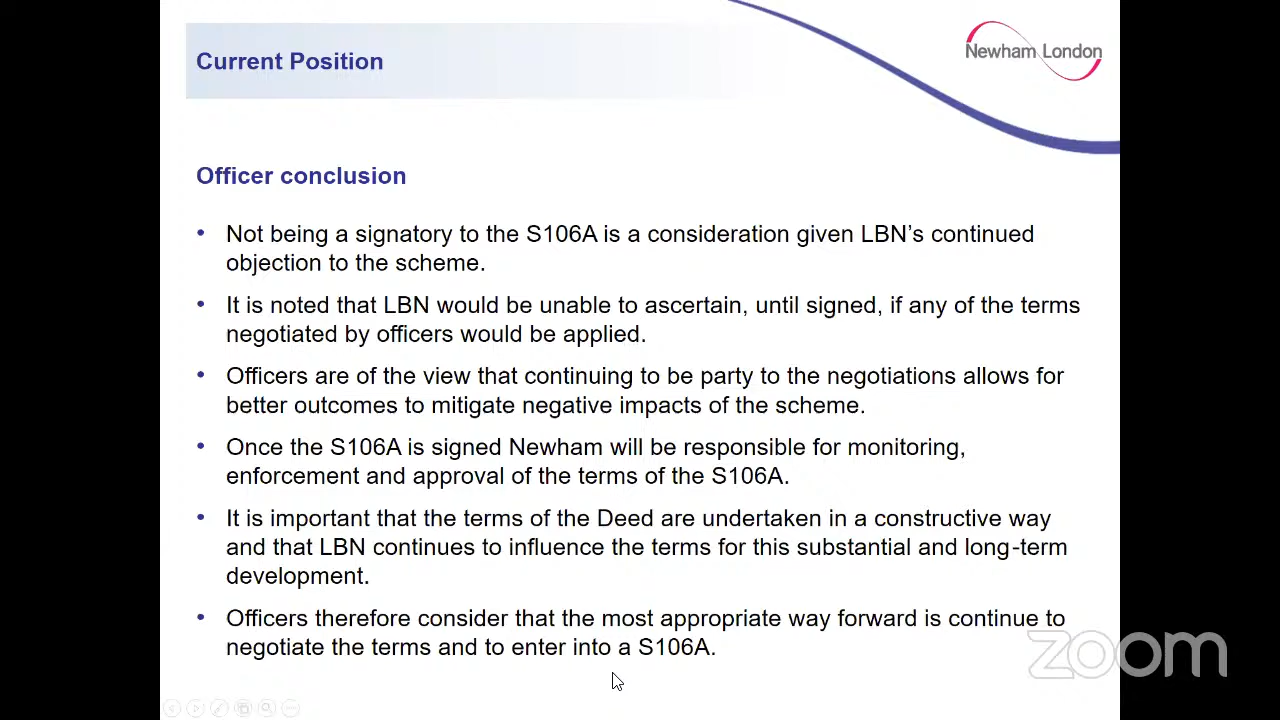 Current Position
Newham London
Officer conclusion
• Not being a signatory to the S106A is a consideration given LBN’s continued
objection to the scheme.
• It is noted that LBN would be unable to ascertain, until signed, if any of the terms
negotiated by officers would be applied.
• Officers are of the view that continuing to be party to the negotiations allows for
better outcomes to mitigate negative impacts of the scheme.
• Once the S106A is signed Newham will be responsible for monitoring,
enforcement and approval of the terms of the S106A.
• It is important that the terms of the Deed are undertaken in a constructive way
and that LBN continues to influence the terms for this substantial and long-term
development.
• Officers therefore consider that the most appropriate way forward is continue to
negotiate the terms and to enter into a S106A.
zoom